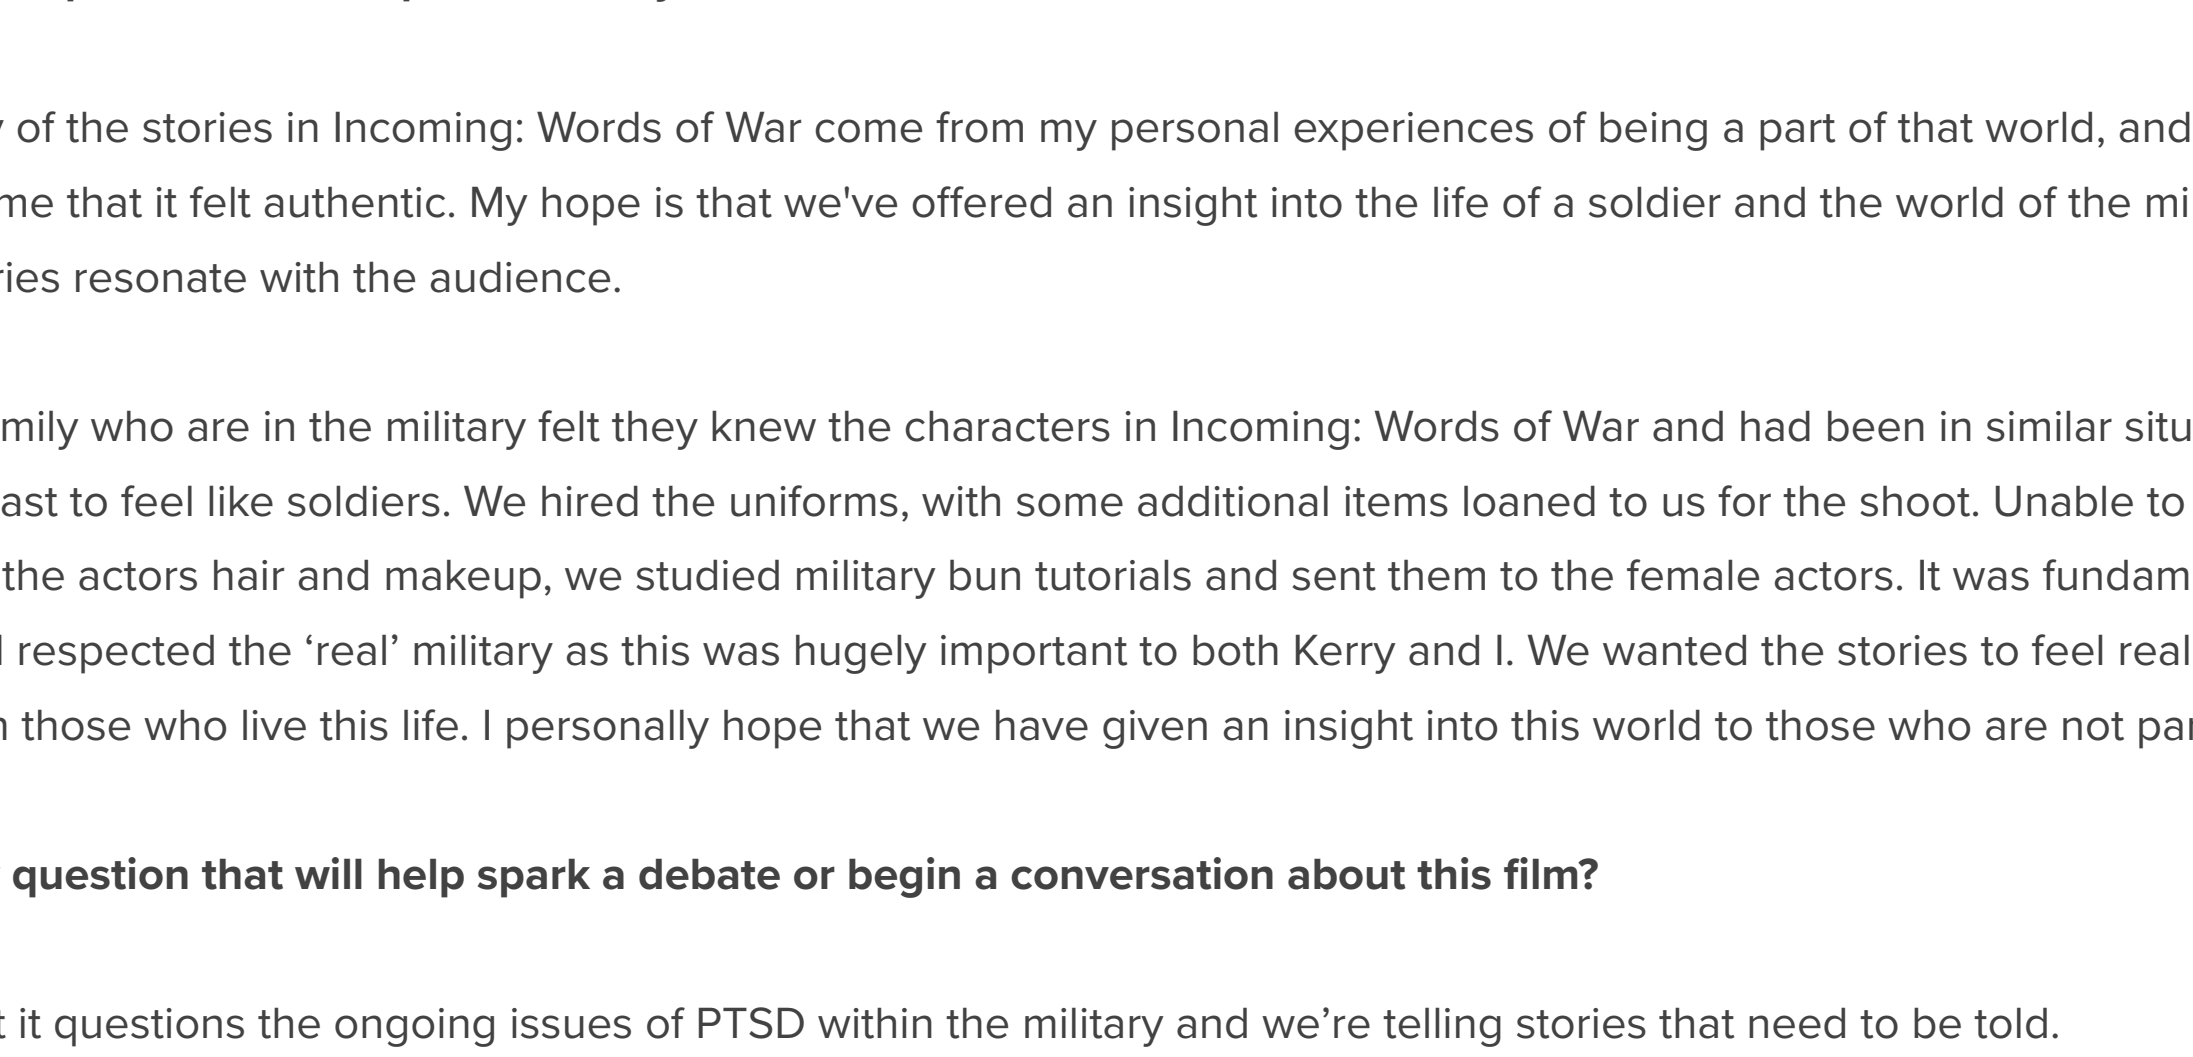 of the stories in Incoming: Words of War come from my personal experiences of being a part of that world, and
me that it felt authentic. My hope is that we've offered an insight into the life of a soldier and the world of the mi
ries resonate with the audience.
mily who are in the military felt they knew the characters in Incoming: Words of War and had been in similar situ
ast to feel like soldiers. We hired the uniforms, with some additional items loaned to us for the shoot. Unable to
the actors hair and makeup, we studied military bun tutorials and sent them to the female actors. It was fundam
respected the ‘real’ military as this was hugely important to both Kerry and I. We wanted the stories to feel real
those who live this life. I personally hope that we have given an insight into this world to those who are not par
question that will help spark a debate or begin a conversation about this film?
it questions the ongoing issues of PTSD within the military and we’re telling stories that need to be told.